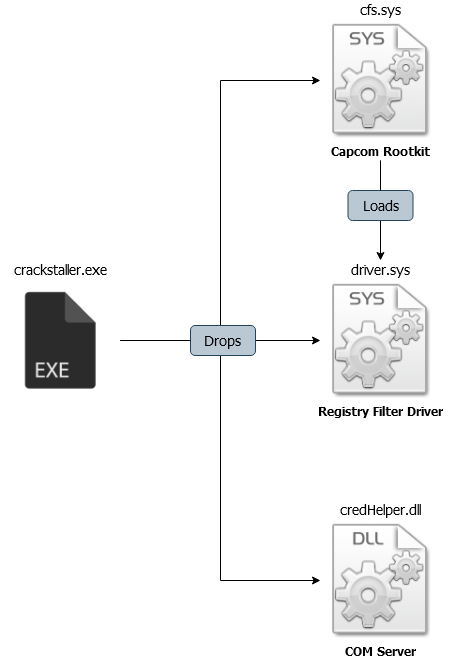 cfs.sys
SYS
Capcom Rootkit
Loads
crackstaller.exe
EXE
Drops
driver.sys
SYS
Registry Filter Driver
credHelper.dll
DLL
COM Server